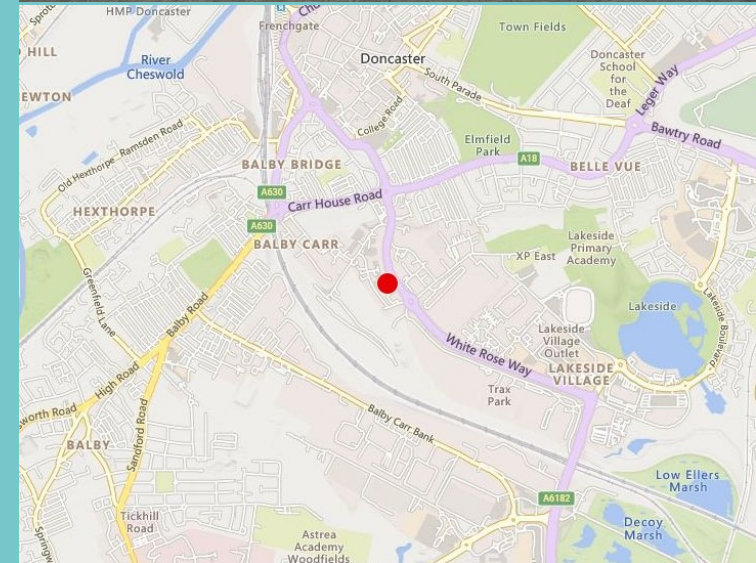 HMP Doncaster
Frenchgate
Town Fields
HILL
River
Cheswold
Doncaster
Doncaster
School
for
the
Deaf
Leger Way
EWTON
South Parade
College Road
Bawtry Road
Old Hexthorpe
Ramsden Road
Elmfield
Park
A18
BALBY BRIDGE
BELLE VUE
A630
Carr House Road
HEXTHORPE
A630
BALBY CARR
Lakeside
Primary
Academy
XP East
Greenfield Lane
Balby Road
Lakeside
Lakeside Boulevard
Lakeside
Village
Outlet
White Rose Way
LAKESIDE
VILLAGE
High Road
Trax
Park
worth Road
Sandford Road
Balby Carr Bank
BALBY
Low Ellers
Marsh
A6182
Tickhill
Road
Decoy
Marsh
Astrea
Academy
Woodfields